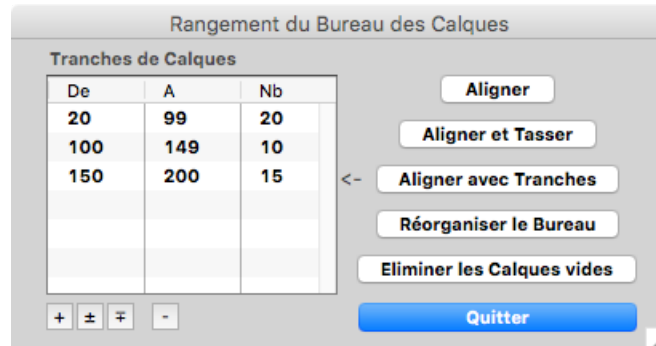 Rangement du Bureau des Calques
Tranches de Calques
De A Nb
20 99 20
100 149 10
150 200 15
Aligner
Aligner et Tasser
<- Aligner avec Tranches
Réorganiser le Bureau
Eliminer les Calques vides
+ ± ∓ -
Quitter